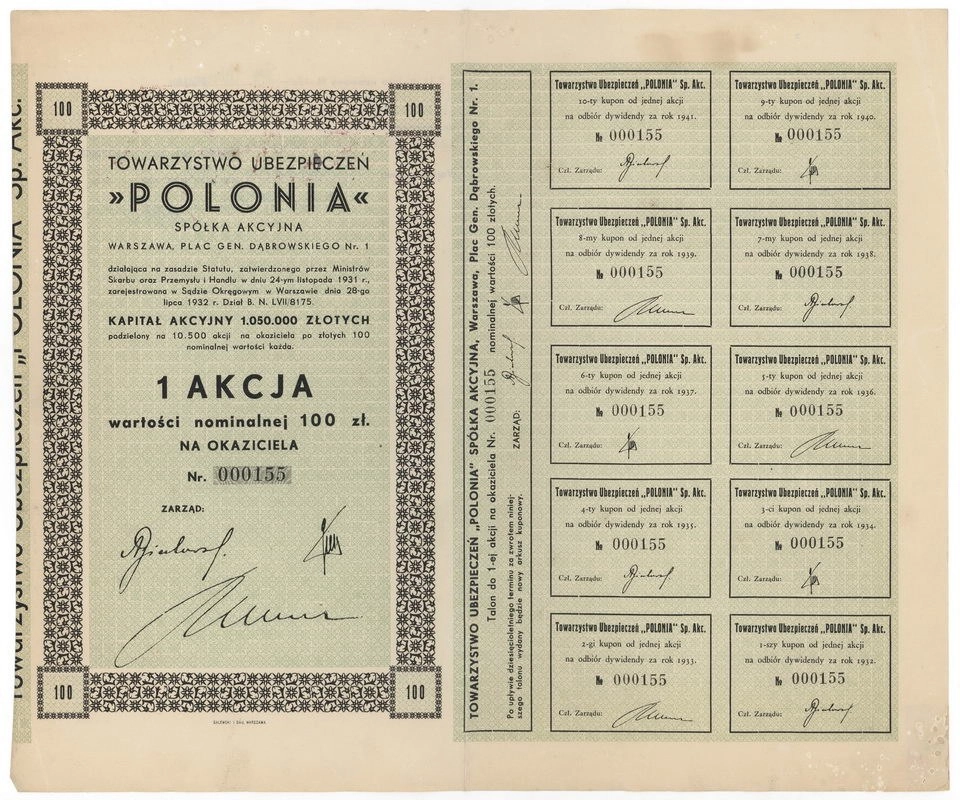 100
100
TOWARZYSTWO UBEZPIECZEŃ
»POLONIA«
SPÓŁKA AKCYJNA
WARSZAWA, PLAC GEN. DĄBROWSKIEGO Nr. 1
działająca na zasadzie Statutu, zatwierdzonego przez Ministrów
Skarbu oraz Przemysłu i Handlu w dniu 24-ym listopada 1931 r.,
zarejestrowana w Sądzie Okręgowym w Warszawie dnia 28-go
lipca 1932 r. Dział B. N. LVII/8175.
KAPITAŁ AKCYJNY 1.050.000 ZŁOTYCH
podzielony na 10.500 akcji na okaziciela po złotych 100
nominalnej wartości każda.
1 AKCJA
wartości nominalnej 100 zł.
NA OKAZICIELA
Nr. 000155
ZARZĄD:
100
100
Towarzystwo Ubezpieczeń „POLONIA" Sp. Akc.
TOWARZYSTWO UBEZPIECZEŃ „POLONIA" SPÓŁKA AKCYJNA, Warszawa, Plac Gen. Dąbrowskiego Nr. 1.
Talon do 1-ej akcji na okaziciela Nr. 000155 nominalnej wartości 100 złotych.
Po upływie dziesięcioletniego terminu za zwrotem niniej-
szego talonu wydany będzie nowy arkusz kuponowy.
ZARZĄD:
Towarzystwo Ubezpieczeń „POLONIA" Sp. Akc.
10-ty kupon od jednej akcji
na odbiór dywidendy za rok 1941.
№ 000155
Czł. Zarządu:
Towarzystwo Ubezpieczeń „POLONIA" Sp. Akc.
9-ty kupon od jednej akcji
na odbiór dywidendy za rok 1940.
№ 000155
Czł. Zarządu:
Towarzystwo Ubezpieczeń „POLONIA" Sp. Akc.
8-my kupon od jednej akcji
na odbiór dywidendy za rok 1939.
№ 000155
Czł. Zarządu:
Towarzystwo Ubezpieczeń „POLONIA" Sp. Akc.
7-my kupon od jednej akcji
na odbiór dywidendy za rok 1938.
№ 000155
Czł. Zarządu:
Towarzystwo Ubezpieczeń „POLONIA" Sp. Akc.
6-ty kupon od jednej akcji
na odbiór dywidendy za rok 1937.
№ 000155
Czł. Zarządu:
Towarzystwo Ubezpieczeń „POLONIA" Sp. Akc.
5-ty kupon od jednej akcji
na odbiór dywidendy za rok 1936.
№ 000155
Czł. Zarządu:
Towarzystwo Ubezpieczeń „POLONIA" Sp. Akc.
4-ty kupon od jednej akcji
na odbiór dywidendy za rok 1935.
№ 000155
Czł. Zarządu:
Towarzystwo Ubezpieczeń „POLONIA" Sp. Akc.
3-ci kupon od jednej akcji
na odbiór dywidendy za rok 1934.
№ 000155
Czł. Zarządu:
Towarzystwo Ubezpieczeń „POLONIA" Sp. Akc.
2-gi kupon od jednej akcji
na odbiór dywidendy za rok 1933.
№ 000155
Czł. Zarządu:
Towarzystwo Ubezpieczeń „POLONIA" Sp. Akc.
1-szy kupon od jednej akcji
na odbiór dywidendy za rok 1932.
№ 000155
Czł. Zarządu: